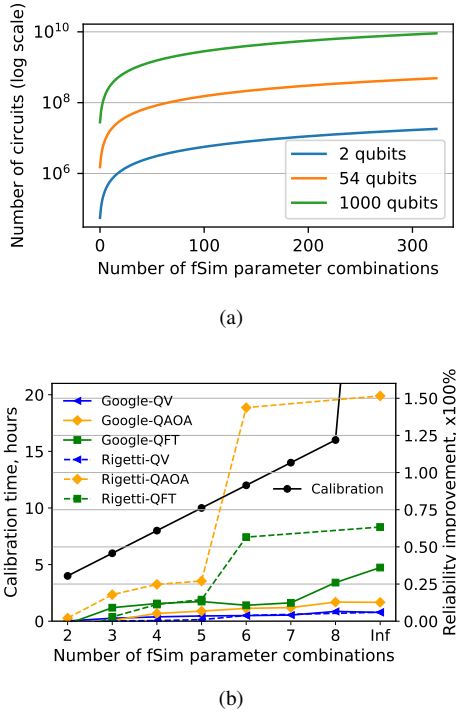 Number of circuits (log scale)
10^10
10^8
10^6
2 qubits
54 qubits
1000 qubits
0 100 200 300
Number of fSim parameter combinations
(a)
Calibration time, hours
20
15
10
5
0
Google-QV
Google-QAOA
Google-QFT
Rigetti-QV
Rigetti-QAOA
Rigetti-QFT
Calibration
1.50
1.25
1.00
0.75
0.50
0.25
0.00
Reliability improvement, x100%
2 3 4 5 6 7 8 Inf
Number of fSim parameter combinations
(b)